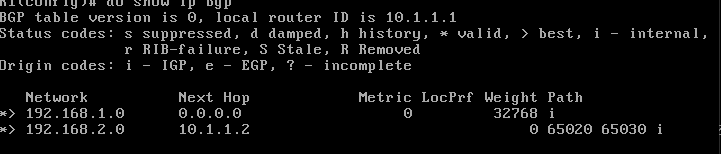 R1(config)# do show ip bgp
BGP table version is 0, local router ID is 10.1.1.1
Status codes: s suppressed, d damped, h history, * valid, > best, i - internal,
              r RIB-failure, S Stale, R Removed
Origin codes: i - IGP, e - EGP, ? - incomplete
   Network          Next Hop            Metric LocPrf Weight Path
*> 192.168.1.0      0.0.0.0                  0         32768 i
*> 192.168.2.0      10.1.1.2                               0 65020 65030 i